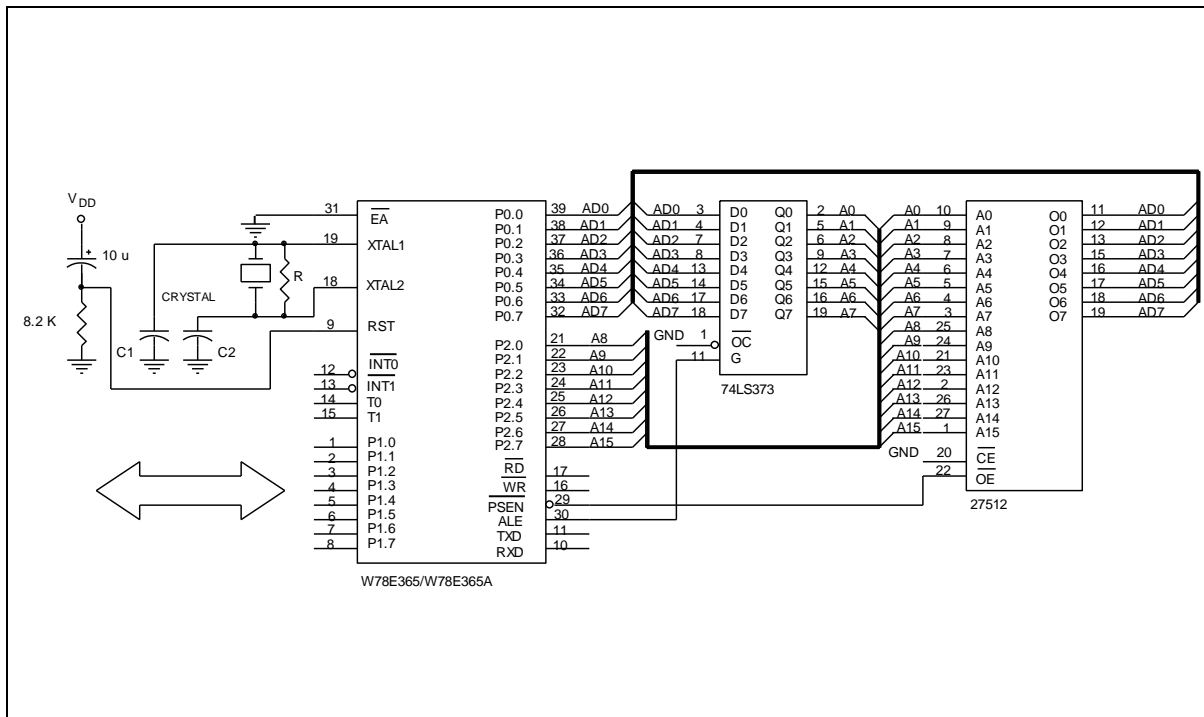 V DD
10 u
8.2 K
CRYSTAL
C1
C2
R
31
19
18
9
12
13
14
15
1
2
3
4
5
6
7
8
EA
XTAL1
XTAL2
RST
INT0
INT1
T0
T1
P1.0
P1.1
P1.2
P1.3
P1.4
P1.5
P1.6
P1.7
P0.0 39 AD0
P0.1 38 AD1
P0.2 37 AD2
P0.3 36 AD3
P0.4 35 AD4
P0.5 34 AD5
P0.6 33 AD6
P0.7 32 AD7
P2.0 21 A8
P2.1 22 A9
P2.2 23 A10
P2.3 24 A11
P2.4 25 A12
P2.5 26 A13
P2.6 27 A14
P2.7 28 A15
RD 17
WR 16
PSEN 29
ALE 30
TXD 11
RXD 10
W78E365/W78E365A
AD0 3 D0 Q0 2 A0
AD1 4 D1 Q1 5 A1
AD2 7 D2 Q2 6 A2
AD3 8 D3 Q3 9 A3
AD4 13 D4 Q4 12 A4
AD5 14 D5 Q5 15 A5
AD6 17 D6 Q6 16 A6
AD7 18 D7 Q7 19 A7
GND 1 OC
11 G
74LS373
A0 10 A0 O0 11 AD0
A1 9 A1 O1 12 AD1
A2 8 A2 O2 13 AD2
A3 7 A3 O3 15 AD3
A4 6 A4 O4 16 AD4
A5 5 A5 O5 17 AD5
A6 4 A6 O6 18 AD6
A7 3 A7 O7 19 AD7
A8 25 A8
A9 24 A9
A10 21 A10
A11 23 A11
A12 2 A12
A13 26 A13
A14 27 A14
A15 1 A15
GND 20 CE
22 OE
27512